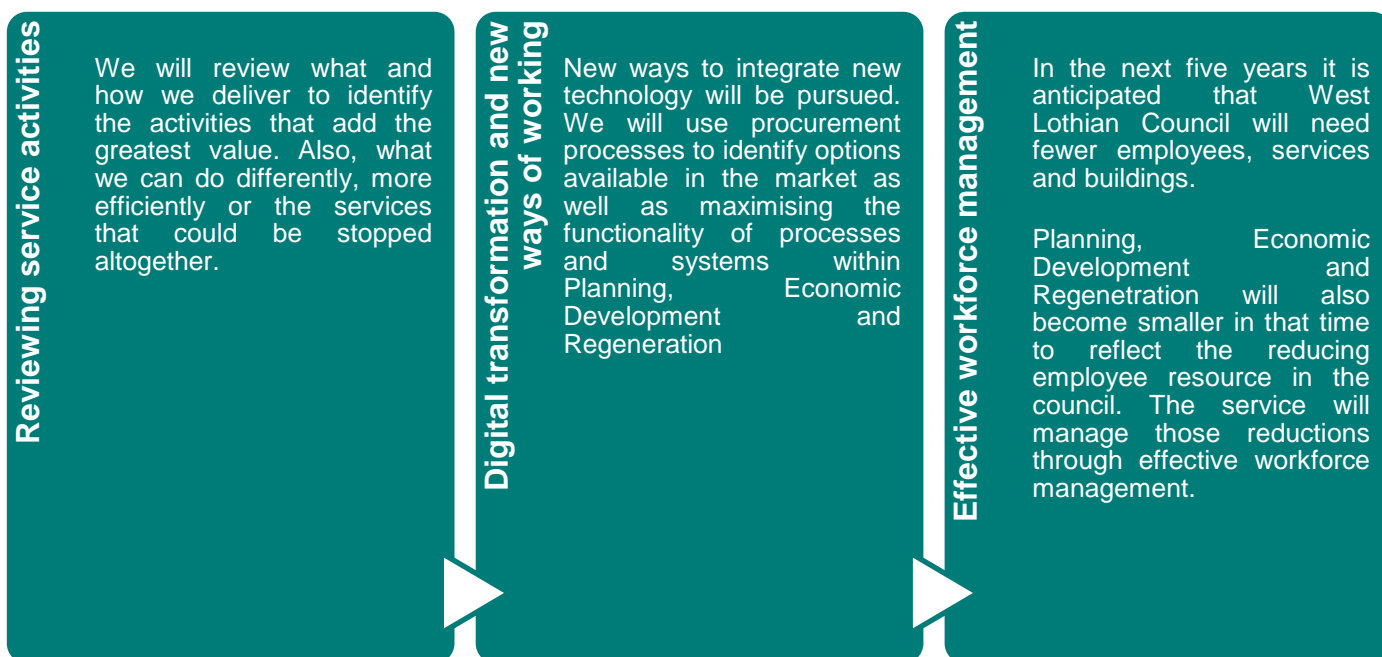 Reviewing service activities
We will review what and
how we deliver to identify
the activities that add the
greatest value. Also, what
we can do differently, more
efficiently or the services
that could be stopped
altogether.
Digital transformation and new
ways of working
New ways to integrate new
technology will be pursued.
We will use procurement
processes to identify options
available in the market as
well as maximising the
functionality of processes
and systems within
Planning, Economic
Development and
Regeneration
Effective workforce management
In the next five years it is
anticipated that West
Lothian Council will need
fewer employees, services
and buildings.
Planning, Economic
Development and
Regenetration will also
become smaller in that time
to reflect the reducing
employee resource in the
council. The service will
manage those reductions
through effective workforce
management.